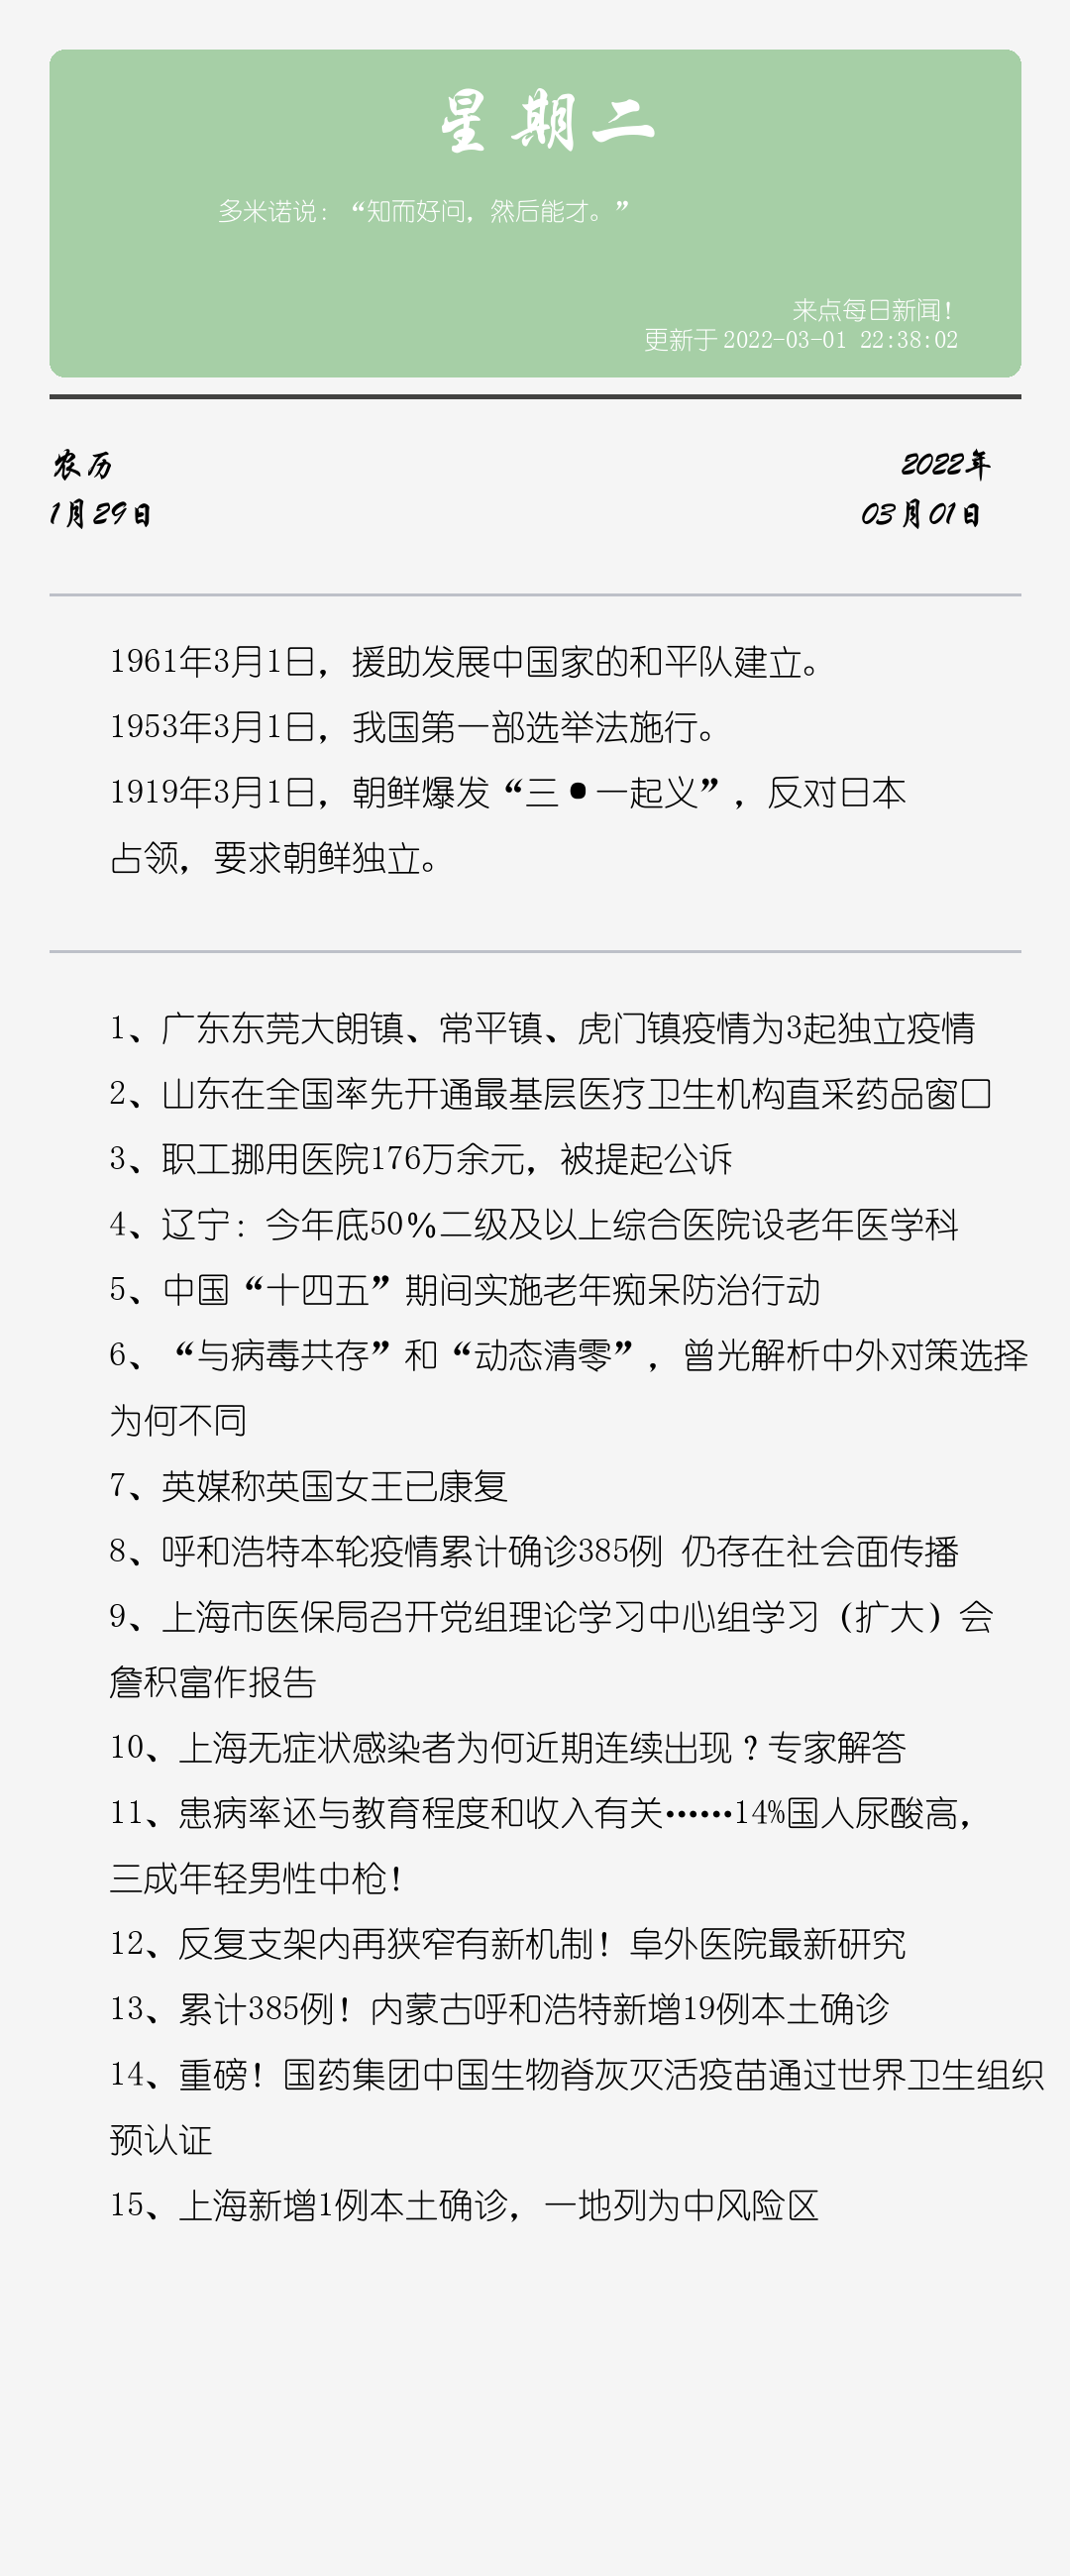 星期二
多米诺说：“知而好问，然后能才。”
来点每日新闻！
更新于 2022-03-01 22:38:02
农历
2022年
1月29日
03月01日
1961年3月1日，援助发展中国家的和平队建立。
1953年3月1日，我国第一部选举法施行。
1919年3月1日，朝鲜爆发“三•一起义”，反对日本
占领，要求朝鲜独立。
1、广东东莞大朗镇、常平镇、虎门镇疫情为3起独立疫情
2、山东在全国率先开通最基层医疗卫生机构直采药品窗口
3、职工挪用医院176万余元，被提起公诉
4、辽宁：今年底50%二级及以上综合医院设老年医学科
5、中国“十四五”期间实施老年痴呆防治行动
6、“与病毒共存”和“动态清零”，曾光解析中外对策选择
为何不同
7、英媒称英国女王已康复
8、呼和浩特本轮疫情累计确诊385例 仍存在社会面传播
9、上海市医保局召开党组理论学习中心组学习（扩大）会
詹积富作报告
10、上海无症状感染者为何近期连续出现？专家解答
11、患病率还与教育程度和收入有关……14%国人尿酸高，
三成年轻男性中枪！
12、反复支架内再狭窄有新机制！阜外医院最新研究
13、累计385例！内蒙古呼和浩特新增19例本土确诊
14、重磅！国药集团中国生物脊灰灭活疫苗通过世界卫生组织
预认证
15、上海新增1例本土确诊，一地列为中风险区